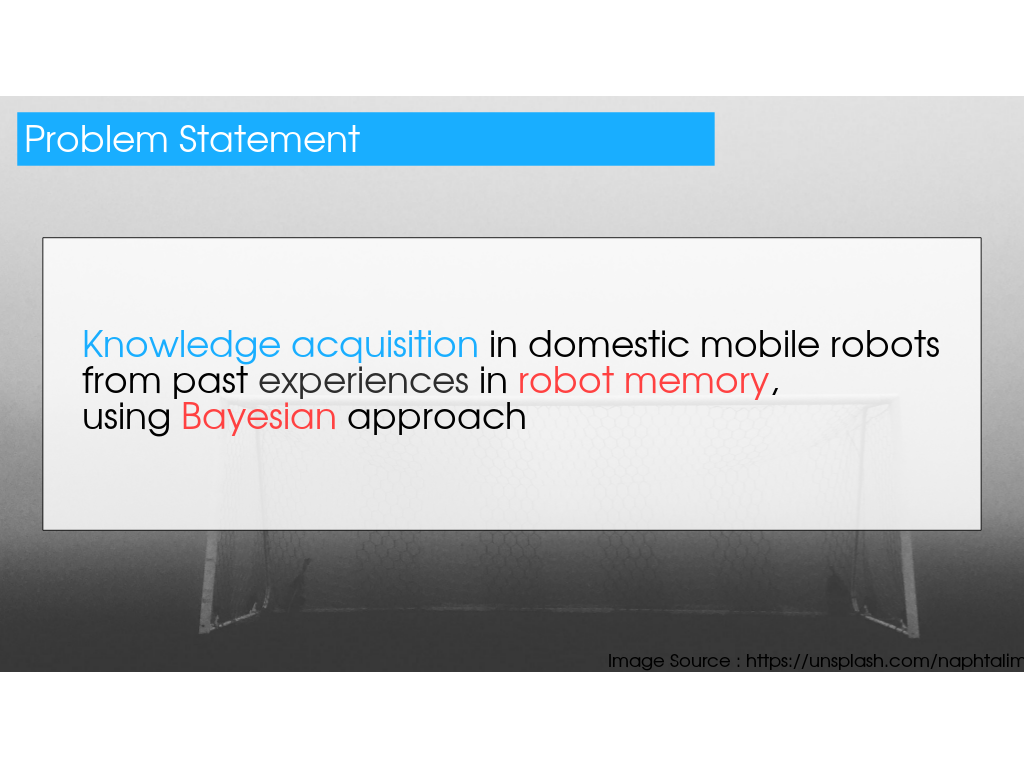 Problem Statement
Knowledge acquisition in domestic mobile robots
from past experiences in robot memory,
using Bayesian approach
Image Source : https://unsplash.com/naphtalim